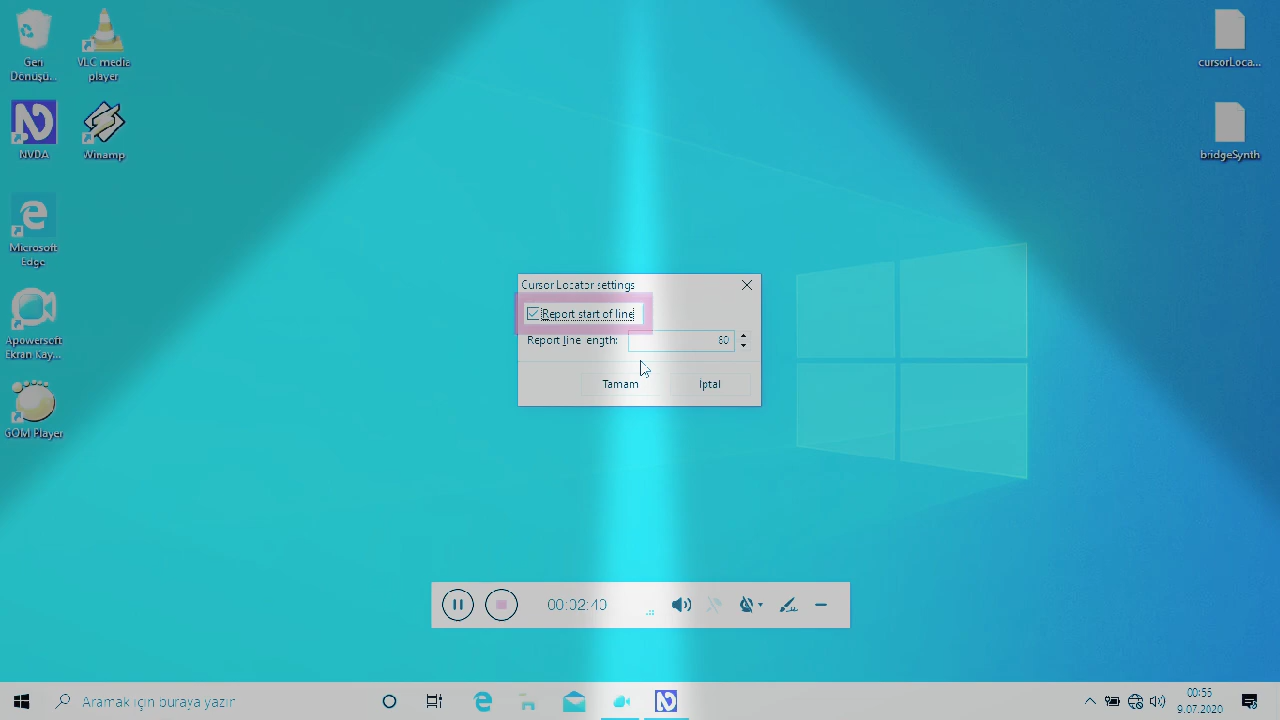 Geri
Dönüşü...
VLC media
player
NVDA
Winamp
Microsoft
Edge
Apowersoft
Ekran Kay...
GOM Player
cursorLoca...
bridgeSynth
Cursor Locator settings
Report start of line
Report line length:
80
Tamam
İptal
00:02:40
Aramak için buraya yazın
00:53
9.07.2020